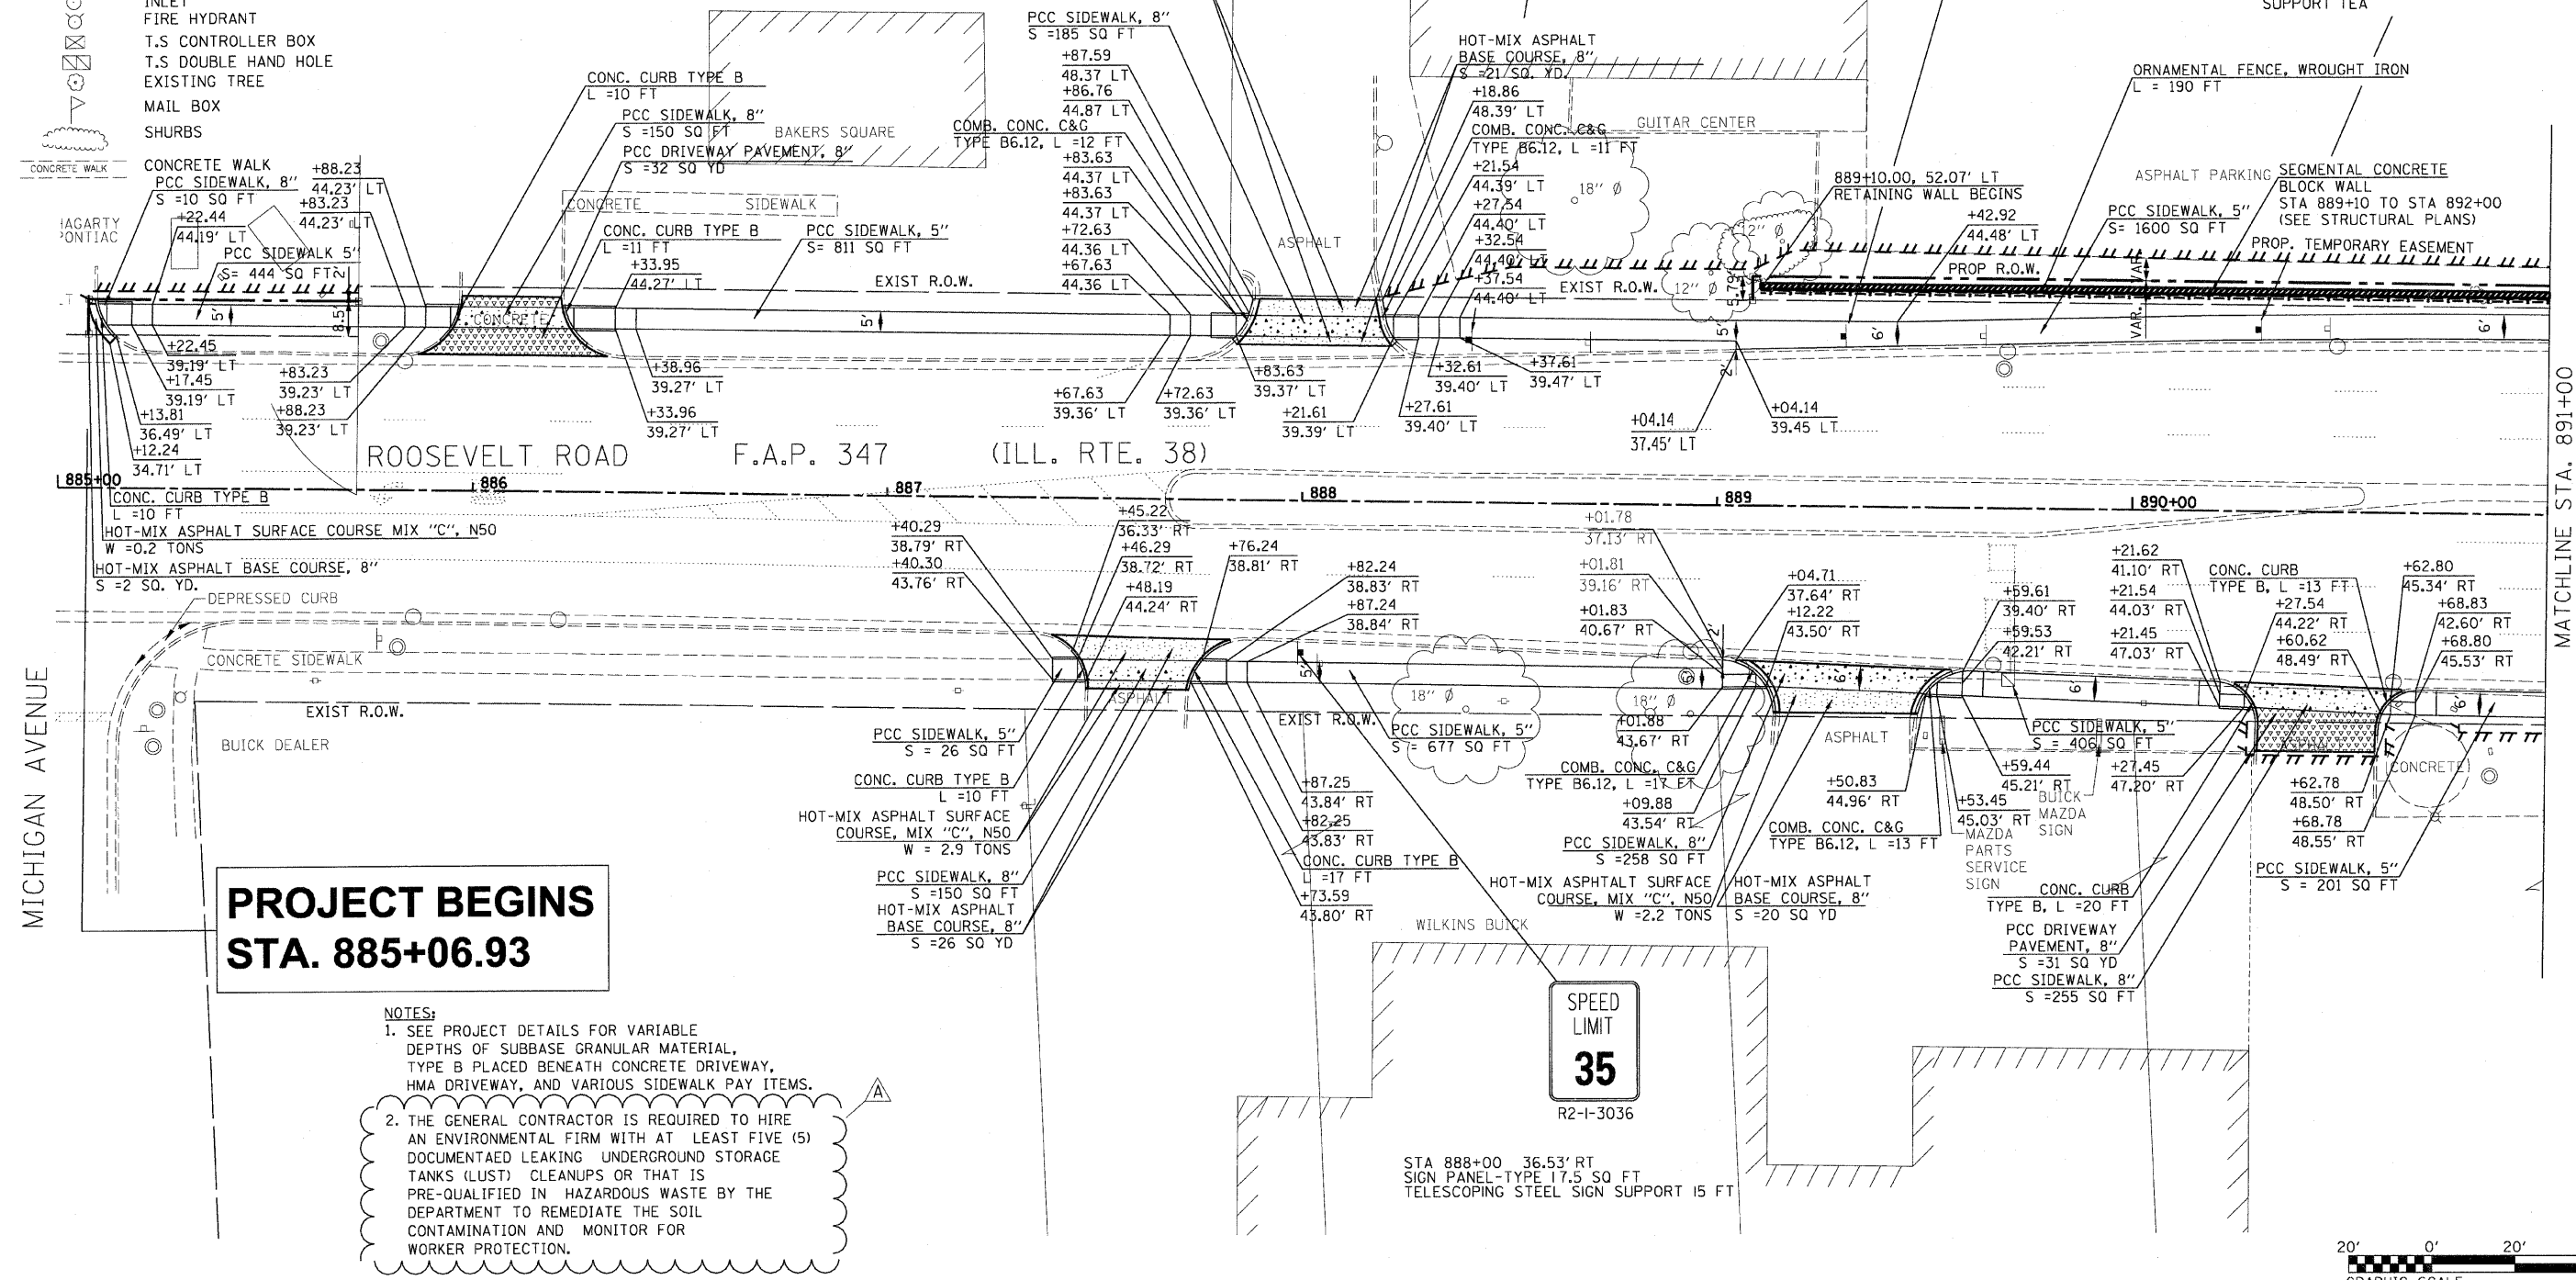 INLET
FIRE HYDRANT
T.S CONTROLLER BOX
T.S DOUBLE HAND HOLE
EXISTING TREE
MAIL BOX
SHURBS
CONCRETE WALK
CONCRETE WALK
PCC SIDEWALK, 8"
S =10 SQ FT
+22.44
44.19' LT
PCC SIDEWALK 5"
S= 444 SQ FT
+88.23
44.23' LT
+83.23
44.23' LT
CONC. CURB TYPE B
L =10 FT
PCC SIDEWALK, 8"
S =150 SQ FT
BAKERS SQUARE
PCC DRIVEWAY PAVEMENT, 8"
S =32 SQ YD
CONCRETE SIDEWALK
CONC. CURB TYPE B
L =11 FT
+33.95
44.27' LT
PCC SIDEWALK, 5"
S= 811 SQ FT
EXIST R.O.W.
PCC SIDEWALK, 8"
S =185 SQ FT
+87.59
48.37 LT
+86.76
44.87 LT
COMB. CONC. C&G
TYPE B6.12, L =12 FT
+83.63
44.37 LT
+83.63
44.37 LT
+72.63
44.36 LT
+67.63
44.36 LT
HOT-MIX ASPHALT
BASE COURSE, 8"
S =21 SQ. YD.
+18.86
48.39' LT
COMB. CONC. C&G
TYPE B6.12, L =11 FT
+21.54
44.39' LT
+27.54
44.40' LT
+32.54
44.40' LT
+37.54
44.40' LT
ASPHALT
18" Ø
GUITAR CENTER
12" Ø
12" Ø
EXIST R.O.W.
PROP R.O.W.
889+10.00, 52.07' LT
RETAINING WALL BEGINS
+42.92
44.48' LT
SUPPORT TEA
ORNAMENTAL FENCE, WROUGHT IRON
L = 190 FT
ASPHALT PARKING
SEGMENTAL CONCRETE
BLOCK WALL
STA 889+10 TO STA 892+00
(SEE STRUCTURAL PLANS)
PCC SIDEWALK, 5"
S= 1600 SQ FT
PROP. TEMPORARY EASEMENT
CONCRETE
8.5'
5'
5'
5'
5.79'
2'
6'
VAR.
VAR.
6'
+22.45
39.19' LT
+17.45
39.19' LT
+13.81
36.49' LT
+12.24
34.71' LT
+83.23
39.23' LT
+88.23
39.23' LT
+38.96
39.27' LT
+33.96
39.27' LT
+67.63
39.36' LT
+72.63
39.36' LT
+83.63
39.37' LT
+21.61
39.39' LT
+32.61
39.40' LT
+27.61
39.40' LT
+37.61
39.47' LT
+04.14
37.45' LT
+04.14
39.45
ROOSEVELT ROAD F.A.P. 347 (ILL. RTE. 38)
885+00 886 887 888 889 890+00
MATCHLINE STA. 891+00
CONC. CURB TYPE B
L =10 FT
HOT-MIX ASPHALT SURFACE COURSE MIX "C", N50
W =0.2 TONS
HOT-MIX ASPHALT BASE COURSE, 8"
S =2 SQ. YD.
DEPRESSED CURB
CONCRETE SIDEWALK
EXIST R.O.W.
BUICK DEALER
MICHIGAN AVENUE
+40.29
38.79' RT
+40.30
43.76' RT
+45.22
36.33' RT
+46.29
38.72' RT
+48.19
44.24' RT
+76.24
38.81' RT
+82.24
38.83' RT
+87.24
38.84' RT
+01.78
37.13' RT
+01.81
39.16' RT
+01.83
40.67' RT
+04.71
37.64' RT
+12.22
43.50' RT
+59.61
39.40' RT
+59.53
42.21' RT
+21.62
41.10' RT
+21.54
44.03' RT
+21.45
47.03' RT
CONC. CURB
TYPE B, L =13 FT
+27.54
44.22' RT
+60.62
48.49' RT
+62.80
45.34' RT
+68.83
42.60' RT
+68.80
45.53' RT
ASPHALT
5'
2'
6'
6'
6'
6'
PCC SIDEWALK, 5"
S = 26 SQ FT
CONC. CURB TYPE B
L =10 FT
HOT-MIX ASPHALT SURFACE
COURSE, MIX "C", N50
W = 2.9 TONS
PCC SIDEWALK, 8"
S =150 SQ FT
HOT-MIX ASPHALT
BASE COURSE, 8"
S =26 SQ YD
EXIST R.O.W.
18" Ø
PCC SIDEWALK, 5"
S = 677 SQ FT
+87.25
43.84' RT
+82.25
43.83' RT
CONC. CURB TYPE B
L =17 FT
+73.59
43.80' RT
18" Ø
+01.88
43.67' RT
COMB. CONC. C&G
TYPE B6.12, L =17 FT
+09.88
43.54' RT
PCC SIDEWALK, 8"
S =258 SQ FT
HOT-MIX ASPHTALT SURFACE
COURSE, MIX "C", N50
W =2.2 TONS
HOT-MIX ASPHALT
BASE COURSE, 8"
S =20 SQ YD
ASPHALT
+50.83
44.96' RT
COMB. CONC. C&G
TYPE B6.12, L =13 FT
+53.45
45.03' RT
MAZDA
PARTS
SERVICE
SIGN
PCC SIDEWALK, 5"
S = 406 SQ FT
+59.44
45.21' RT
BUICK
MAZDA
SIGN
+27.45
47.20' RT
CONC. CURB
TYPE B, L =20 FT
PCC DRIVEWAY
PAVEMENT, 8"
S =31 SQ YD
PCC SIDEWALK, 8"
S =255 SQ FT
+62.78
48.50' RT
+68.78
48.55' RT
PCC SIDEWALK, 5"
S = 201 SQ FT
CONCRETE
WILKINS BUICK
PROJECT BEGINS
STA. 885+06.93
NOTES:
1. SEE PROJECT DETAILS FOR VARIABLE
DEPTHS OF SUBBASE GRANULAR MATERIAL,
TYPE B PLACED BENEATH CONCRETE DRIVEWAY,
HMA DRIVEWAY, AND VARIOUS SIDEWALK PAY ITEMS.
A
2. THE GENERAL CONTRACTOR IS REQUIRED TO HIRE
AN ENVIRONMENTAL FIRM WITH AT LEAST FIVE (5)
DOCUMENTAED LEAKING UNDERGROUND STORAGE
TANKS (LUST) CLEANUPS OR THAT IS
PRE-QUALIFIED IN HAZARDOUS WASTE BY THE
DEPARTMENT TO REMEDIATE THE SOIL
CONTAMINATION AND MONITOR FOR
WORKER PROTECTION.
SPEED
LIMIT
35
R2-1-3036
STA 888+00 36.53' RT
SIGN PANEL-TYPE 1 7.5 SQ FT
TELESCOPING STEEL SIGN SUPPORT 15 FT
20' 0' 20'